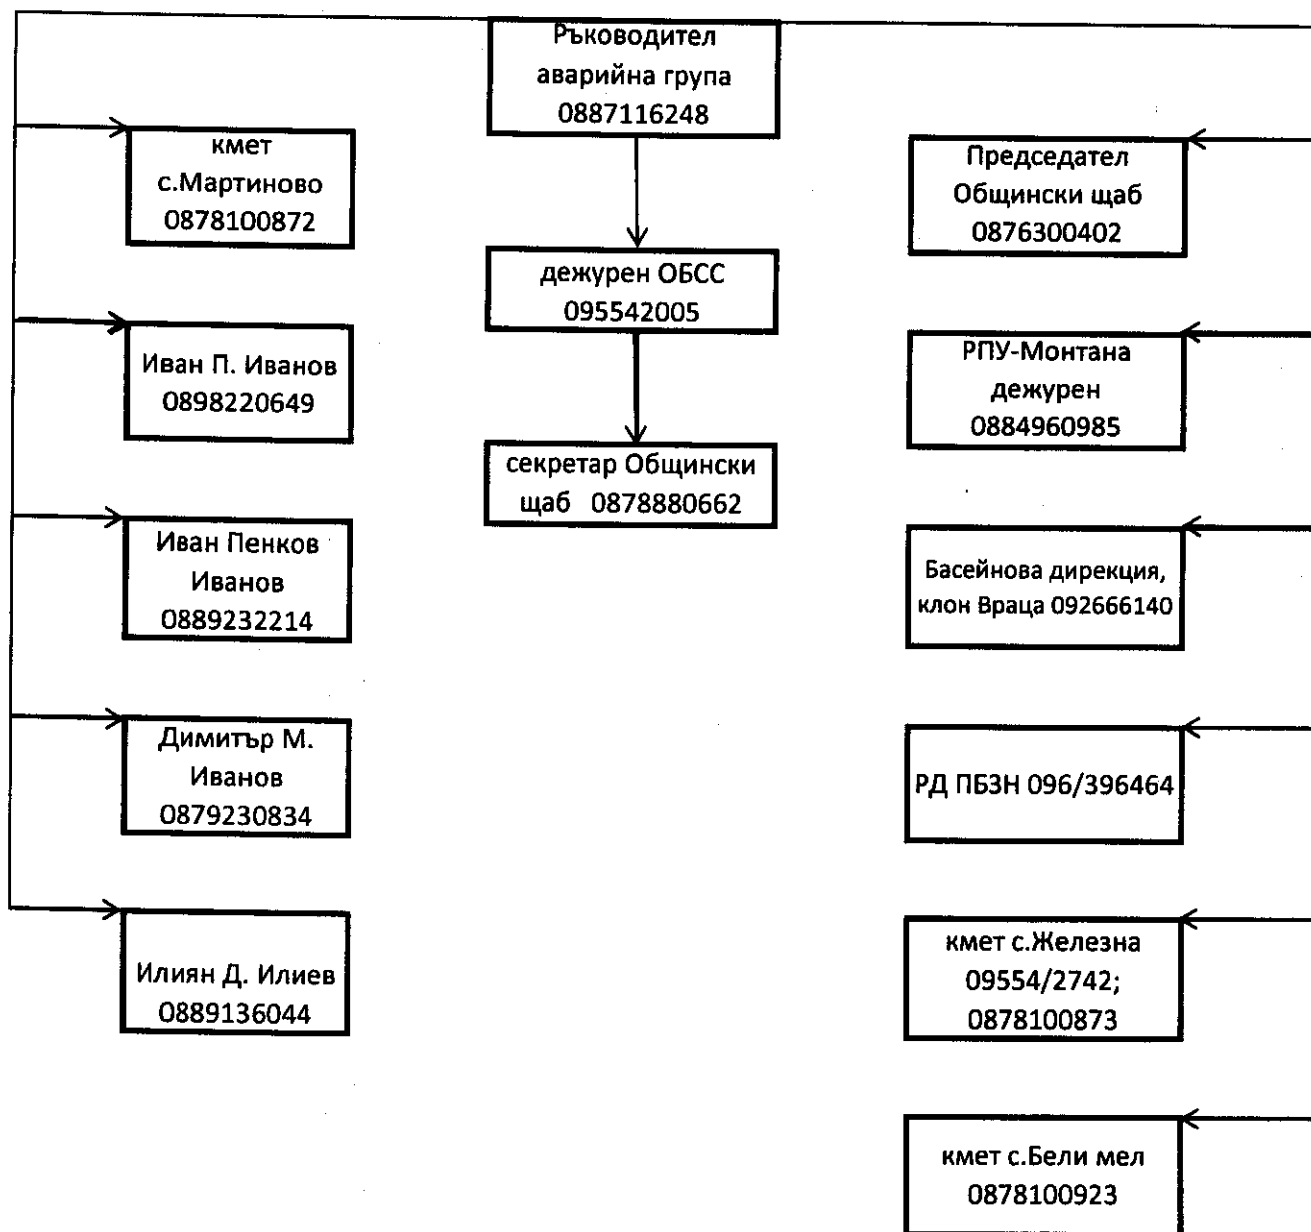 Ръководител
аварийна група
0887116248
кмет
с.Мартиново
0878100872
Иван П. Иванов
0898220649
Иван Пенков
Иванов
0889232214
Димитър М.
Иванов
0879230834
Илиян Д. Илиев
0889136044
дежурен ОБСС
095542005
секретар Общински
щаб 0878880662
Председател
Общински щаб
0876300402
РПУ-Монтана
дежурен
0884960985
Басейнова дирекция,
клон Враца 092666140
РД ПБЗН 096/396464
кмет с.Железна
09554/2742;
0878100873
кмет с.Бели мел
0878100923